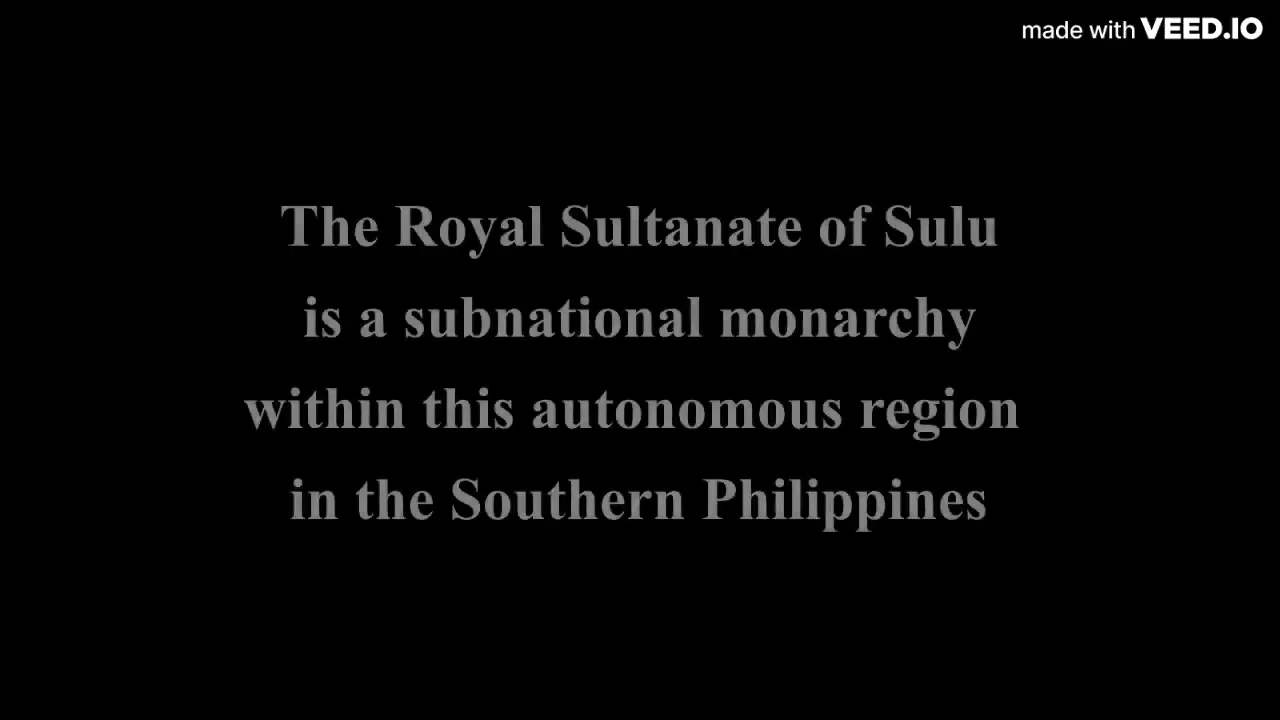 made with VEED.IO
The Royal Sultanate of Sulu
is a subnational monarchy
within this autonomous region
in the Southern Philippines